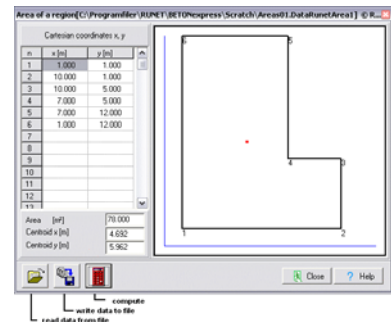 Area of a region[C:\Programfiler\RUNET\BETONexpress\Scratch\Areas01.DataRunetArea1] © R...
Cartesian coordinates x, y
n x [m] y [m]
1 1.000 1.000
2 10.000 1.000
3 10.000 5.000
4 7.000 5.000
5 7.000 12.000
6 1.000 12.000
7
8
9
10
11
12
13
Area [m²] 78.000
Centroid x [m] 4.692
Centroid y [m] 5.962
6 5
4 3
1 2
Close ? Help
compute
write data to file
read data from file